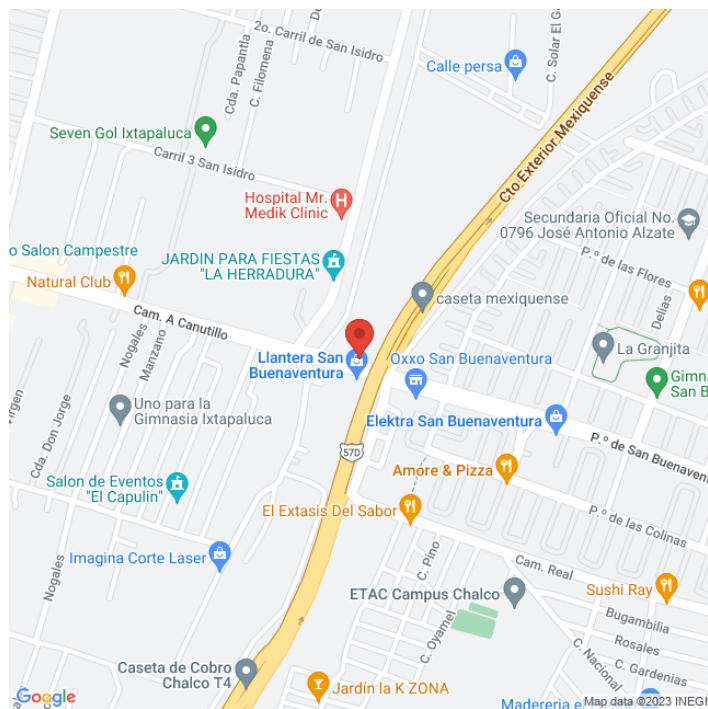 2o. Carril de San Isidro
Cda. Papantla
C. Filomena
C. Solar El Gi
Calle persa
Cto Exterior Mexiquense
Seven Gol Ixtapaluca
Carril 3 San Isidro
Hospital Mr.
Medik Clinic
Secundaria Oficial No.
0796 José Antonio Alzate
o Salon Campestre
JARDIN PARA FIESTAS
"LA HERRADURA"
P.º de las Flores
Natural Club
caseta mexiquense
Delias
Cam. A Canutillo
Nogales
Manzano
Llantera San
Buenaventura
Oxxo San Buenaventura
La Granjita
Gimna
San B
Uno para la
Gimnasia Ixtapaluca
Elektra San Buenaventura
Virgen
Cda. Don Jorge
P.º de San Buenaven
57D
Amore & Pizza
Salon de Eventos
"El Capulin"
El Extasis Del Sabor
P.º de las Colinas
Imagina Corte Laser
Nogales
C. Pino
Cam. Real
ETAC Campus Chalco
Sushi Ray
Bugambilia
C. Oyamel
Rosales
C. Nacional
C. Gardenias
Caseta de Cobro
Chalco T4
Jardín la K ZONA
Madereria e
Google
Map data ©2023 INEGI